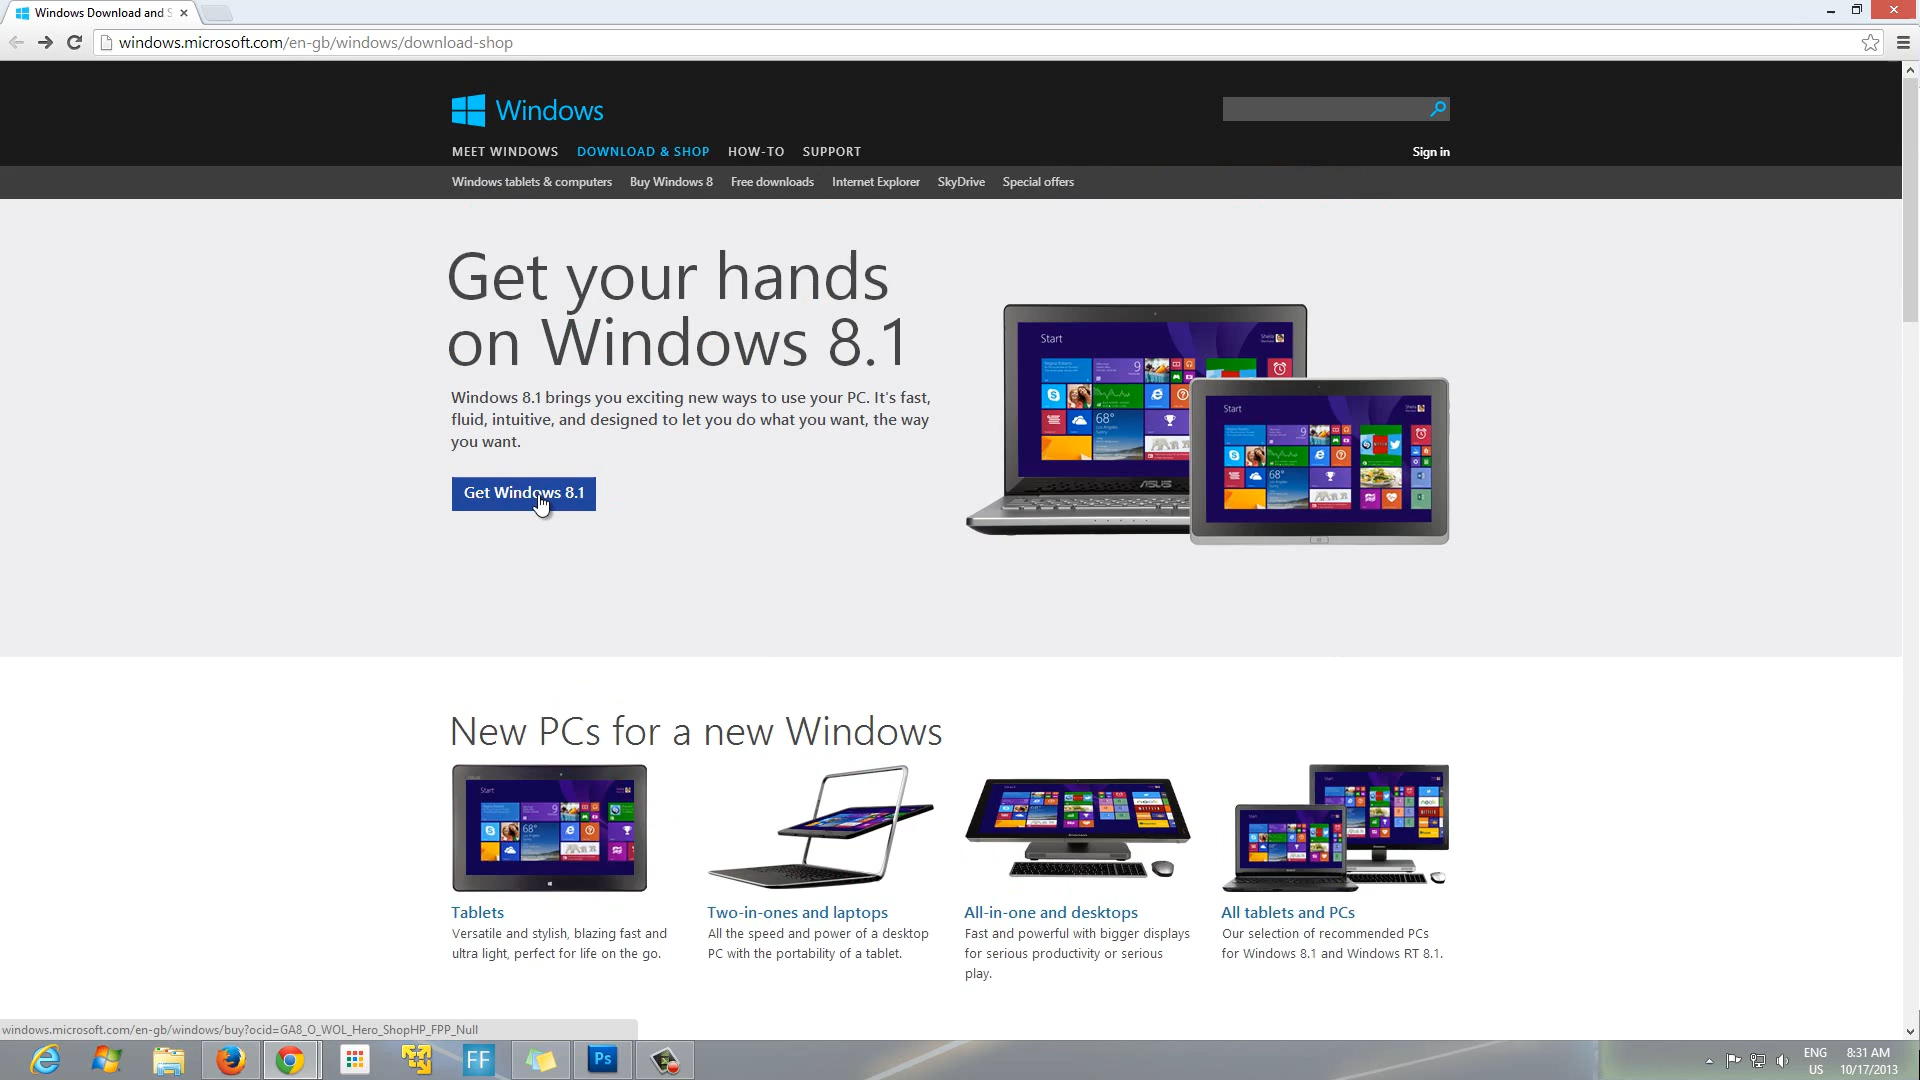 Windows Download and S
windows.microsoft.com/en-gb/windows/download-shop
Windows
MEET WINDOWS DOWNLOAD & SHOP HOW-TO SUPPORT
Sign in
Windows tablets & computers Buy Windows 8 Free downloads Internet Explorer SkyDrive Special offers
Get your hands
on Windows 8.1
Windows 8.1 brings you exciting new ways to use your PC. It's fast,
fluid, intuitive, and designed to let you do what you want, the way
you want.
Get Windows 8.1
Start
68°
ASUS
Start
68°
New PCs for a new Windows
Start
68°
Tablets
Versatile and stylish, blazing fast and
ultra light, perfect for life on the go.
Two-in-ones and laptops
All the speed and power of a desktop
PC with the portability of a tablet.
All-in-one and desktops
Fast and powerful with bigger displays
for serious productivity or serious
play.
All tablets and PCs
Our selection of recommended PCs
for Windows 8.1 and Windows RT 8.1.
windows.microsoft.com/en-gb/windows/buy?ocid=GA8_O_WOL_Hero_ShopHP_FPP_Null
FF
Ps
ENG
US
8:31 AM
10/17/2013